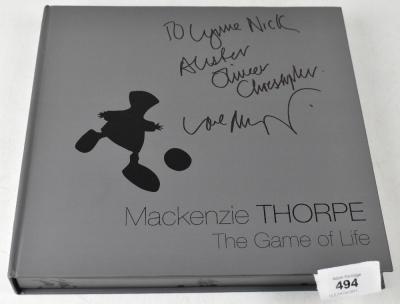 To Lynne Nick
Alister
Oliver
Christopher.
love
Mackenzie THORPE
The Game of Life
494